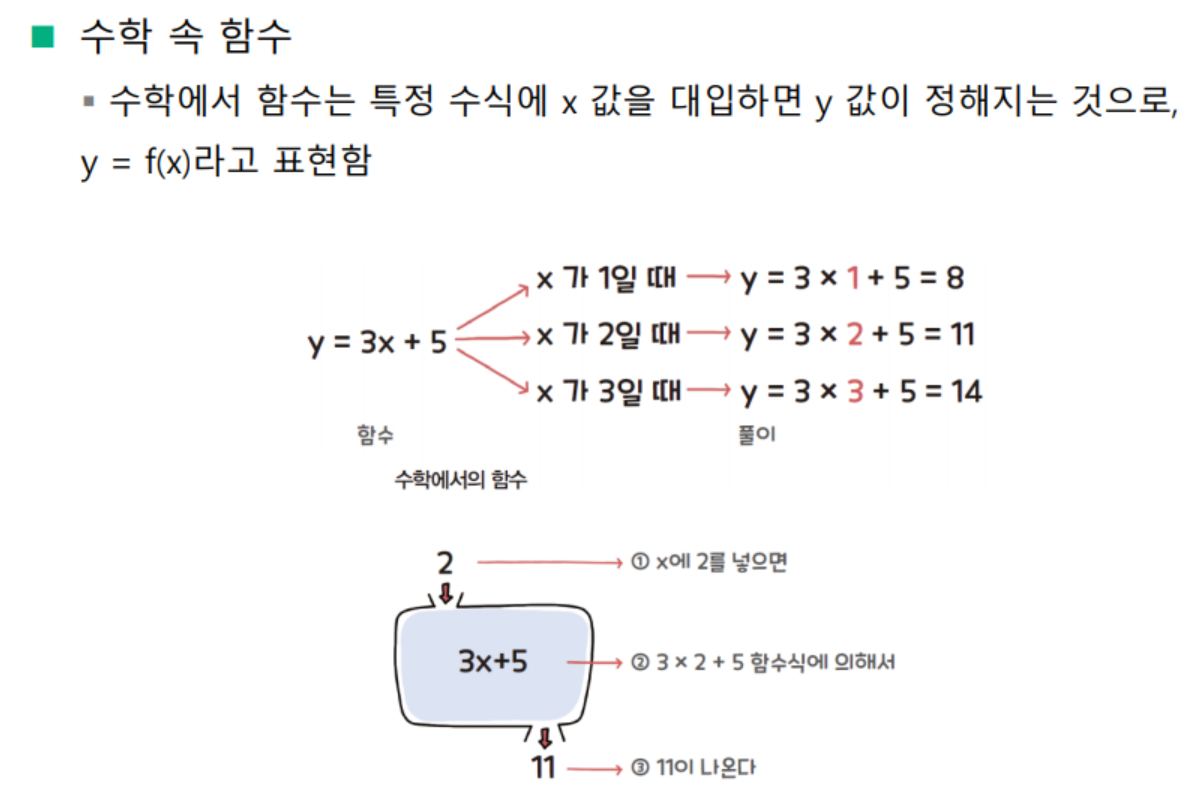 수학 속 함수
수학에서 함수는 특정 수식에 x 값을 대입하면 y 값이 정해지는 것으로,
y = f(x)라고 표현함
x 가 1일 때 y = 3 × 1 + 5 = 8
y = 3x + 5 x 가 2일 때 y = 3 × 2 + 5 = 11
x 가 3일 때 y = 3 × 3 + 5 = 14
함수 풀이
수학에서의 함수
2 ① x에 2를 넣으면
3x+5 ② 3 × 2 + 5 함수식에 의해서
11 ③ 11이 나온다